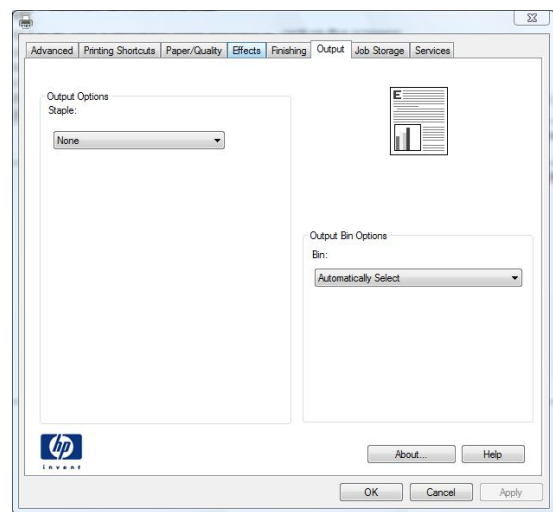 Advanced Printing Shortcuts Paper/Quality Effects Finishing Output Job Storage Services
Output Options
Staple:
None
E
Output Bin Options
Bin:
Automatically Select
hp
invent
About... Help
OK Cancel Apply